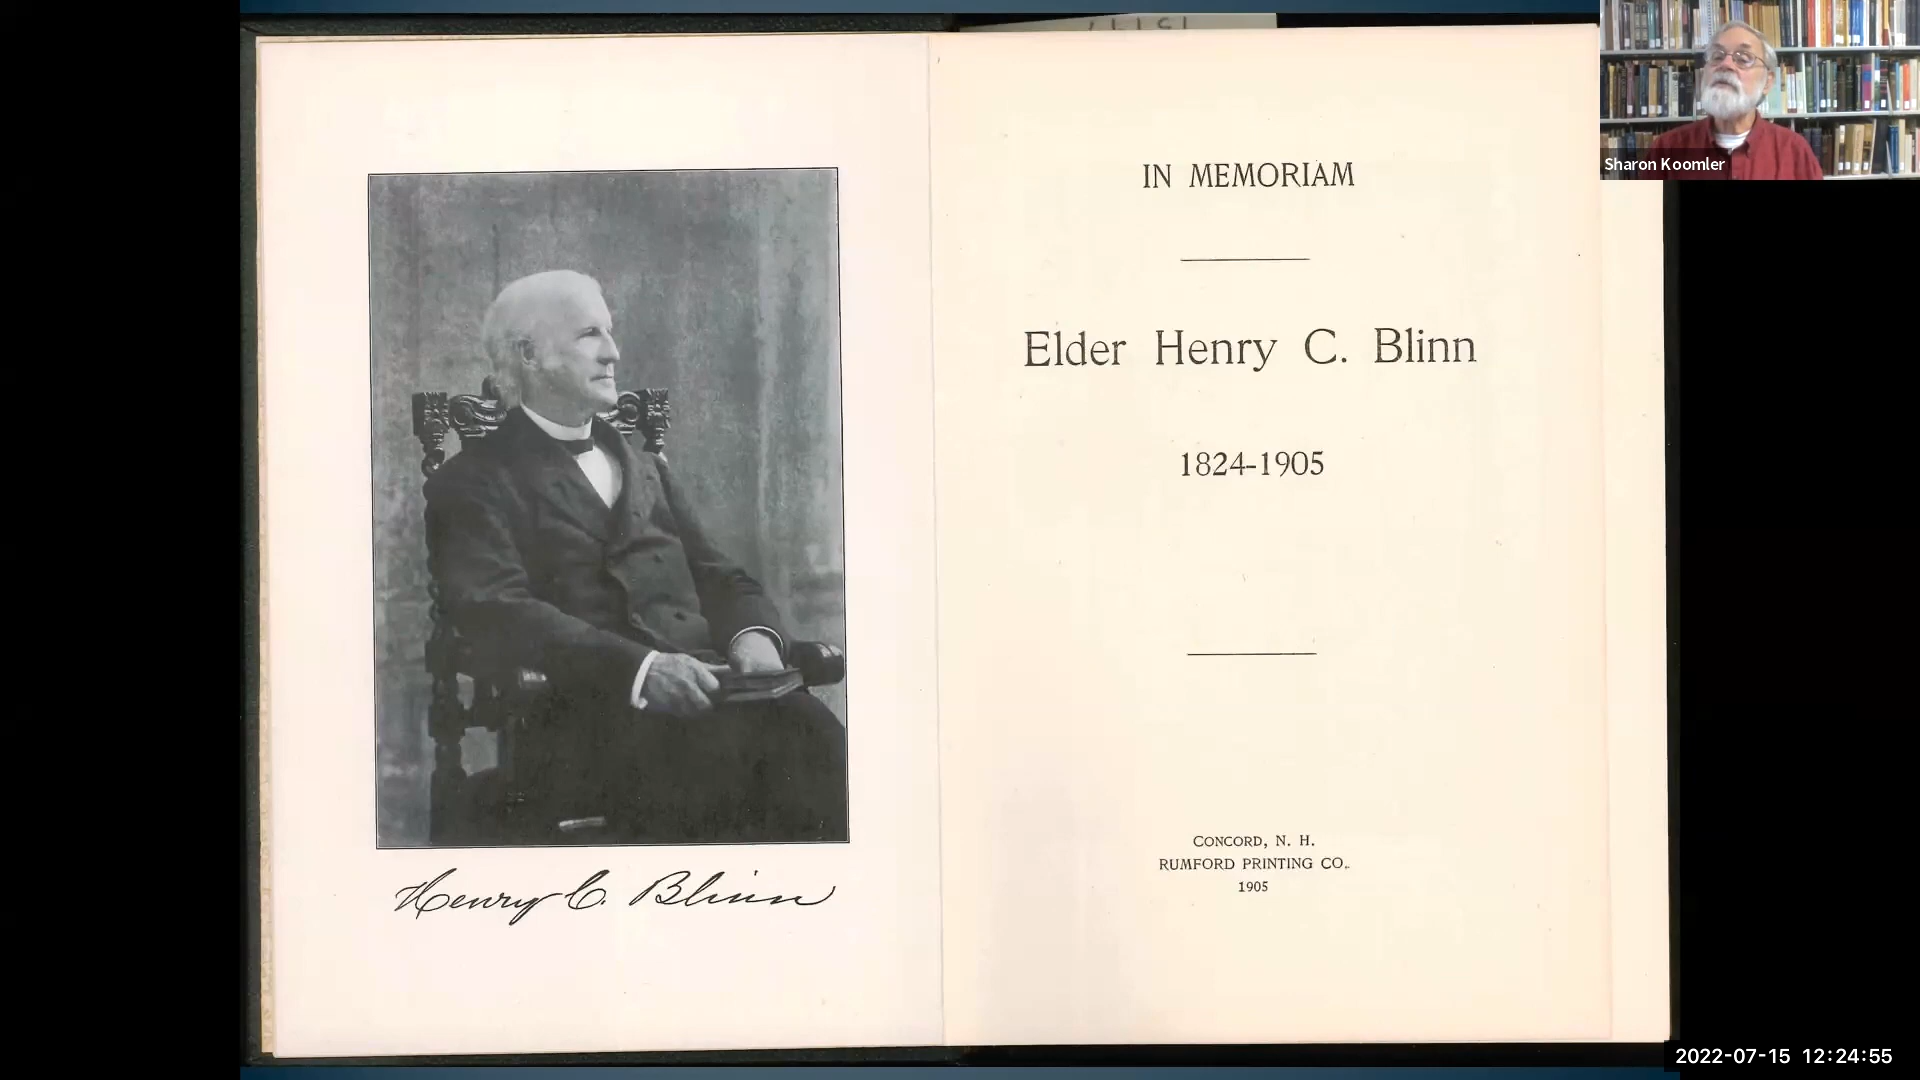 IN MEMORIAM
Elder Henry C. Blinn
1824-1905
CONCORD, N. H.
RUMFORD PRINTING CO.
1905
Henry C. Blinn
Sharon Koomler
2022-07-15 12:24:55